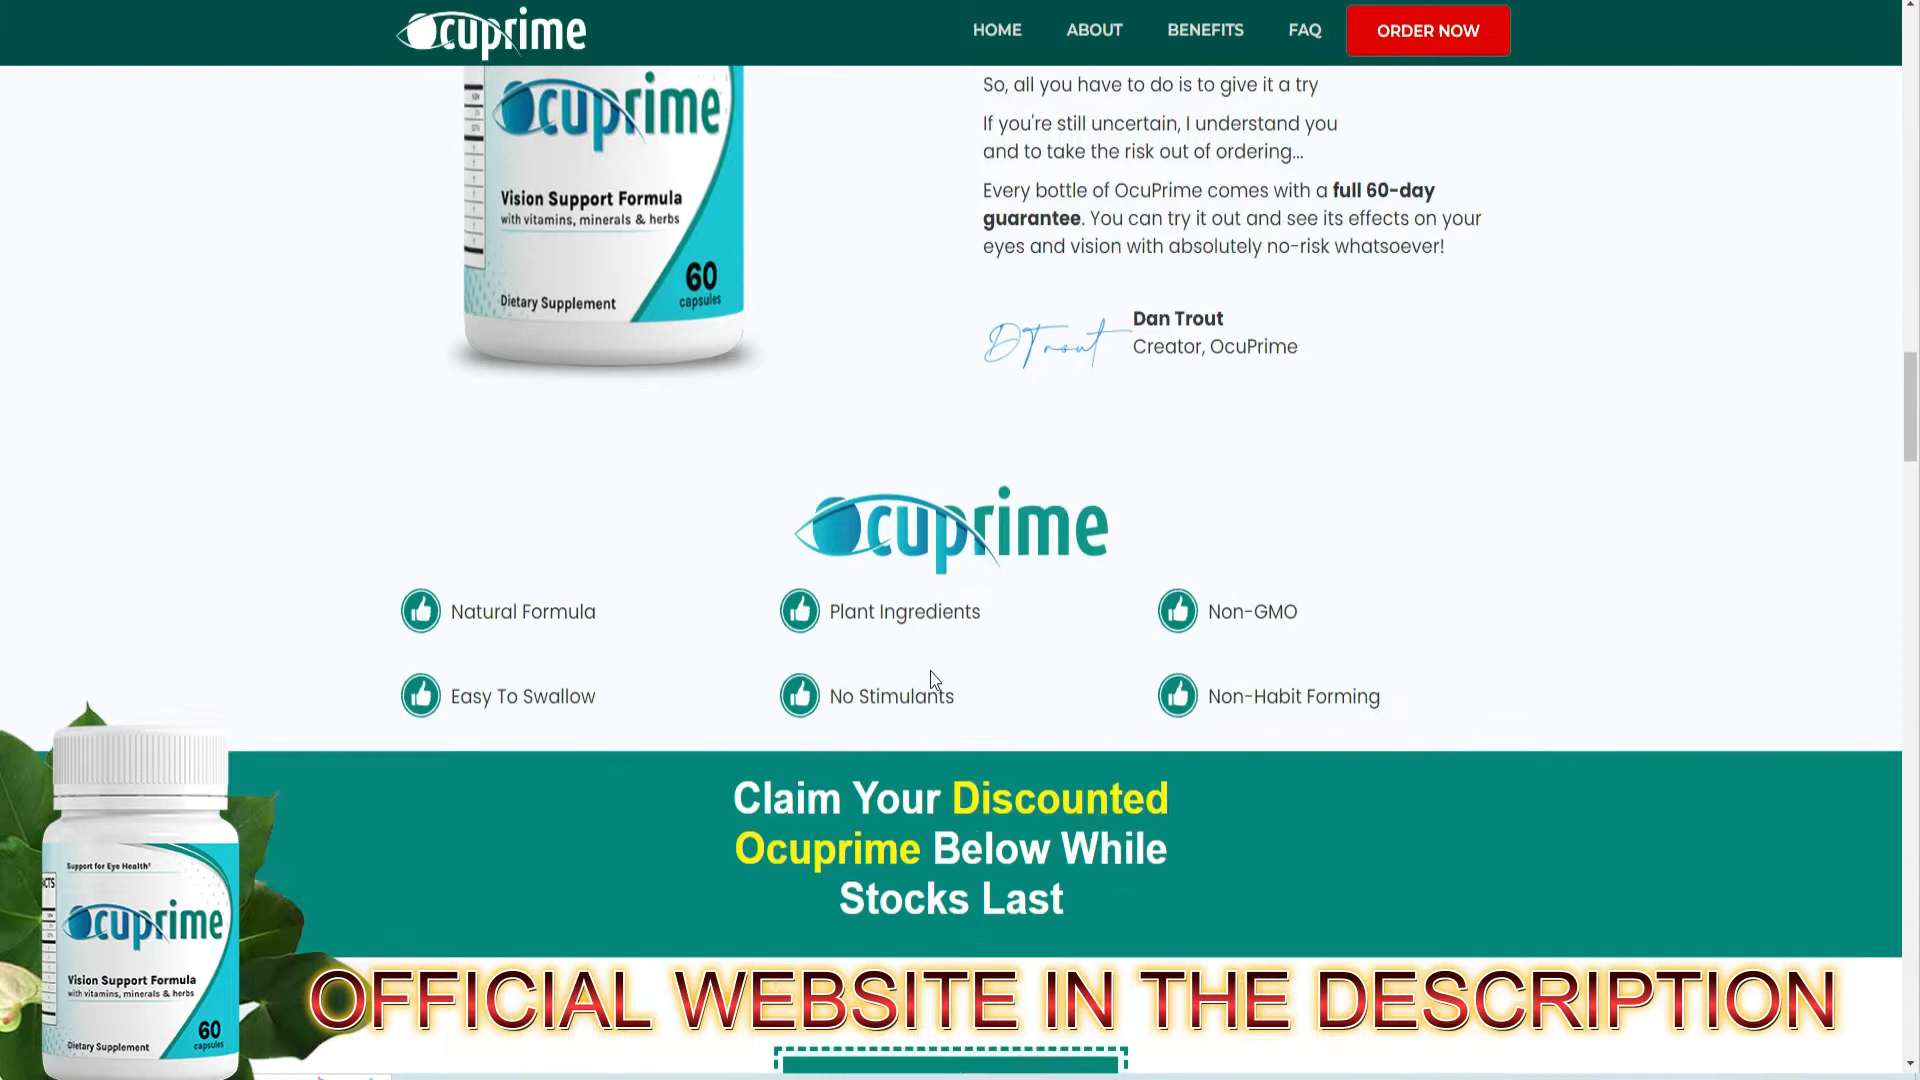 Ocuprime
HOME
ABOUT
BENEFITS
FAQ
ORDER NOW
Ocuprime
Vision Support Formula
with vitamins, minerals & herbs
60
capsules
Dietary Supplement
So, all you have to do is to give it a try
If you're still uncertain, I understand you
and to take the risk out of ordering...
Every bottle of OcuPrime comes with a full 60-day
guarantee. You can try it out and see its effects on your
eyes and vision with absolutely no-risk whatsoever!
DTrout
Dan Trout
Creator, OcuPrime
Ocuprime
Natural Formula
Plant Ingredients
Non-GMO
Easy To Swallow
No Stimulants
Non-Habit Forming
Claim Your Discounted
Ocuprime Below While
Stocks Last
Support for Eye Health¹
CTS
Ocuprime
Vision Support Formula
with vitamins, minerals & herbs
60
capsules
Dietary Supplement
OFFICIAL WEBSITE IN THE DESCRIPTION